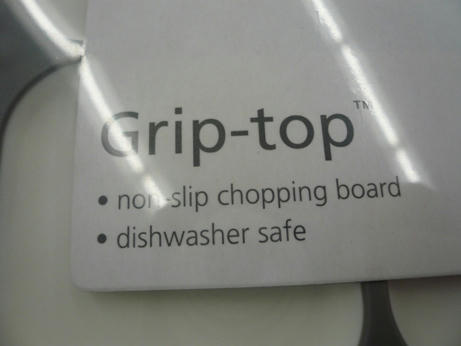 Grip-top™
• non-slip chopping board
• dishwasher safe